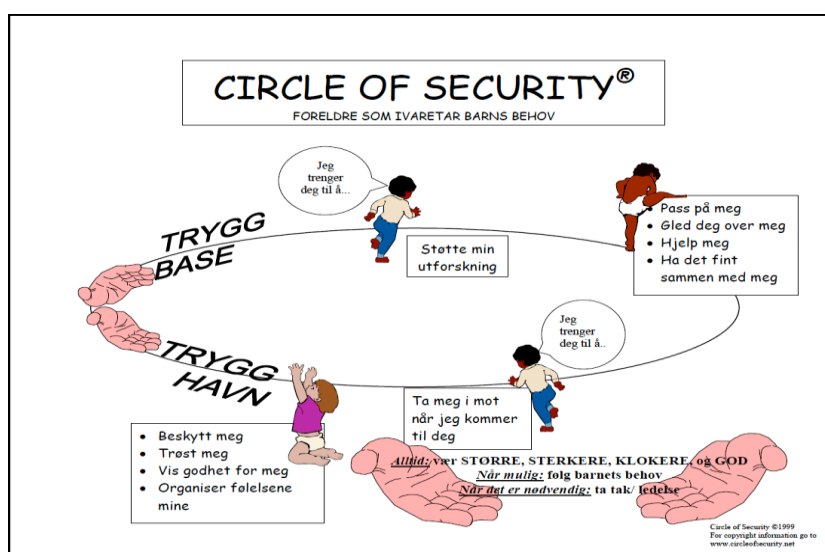 CIRCLE OF SECURITY®
FORELDRE SOM IVARETAR BARNS BEHOV
Jeg
trenger
deg til å...
TRYGG
BASE
Støtte min
utforskning
• Pass på meg
• Gled deg over meg
• Hjelp meg
• Ha det fint
sammen med meg
Jeg
trenger
deg til å..
TRYGG
HAVN
Ta meg i mot
når jeg kommer
til deg
• Beskytt meg
• Trøst meg
• Vis godhet for meg
• Organiser følelsene
mine
Alltid: vær STØRRE, STERKERE, KLOKERE, og GOD
Når mulig: følg barnets behov
Når det er nødvendig: ta tak/ ledelse
Circle of Security ©1999
For copyright information go to
www.circleofsecurity.net